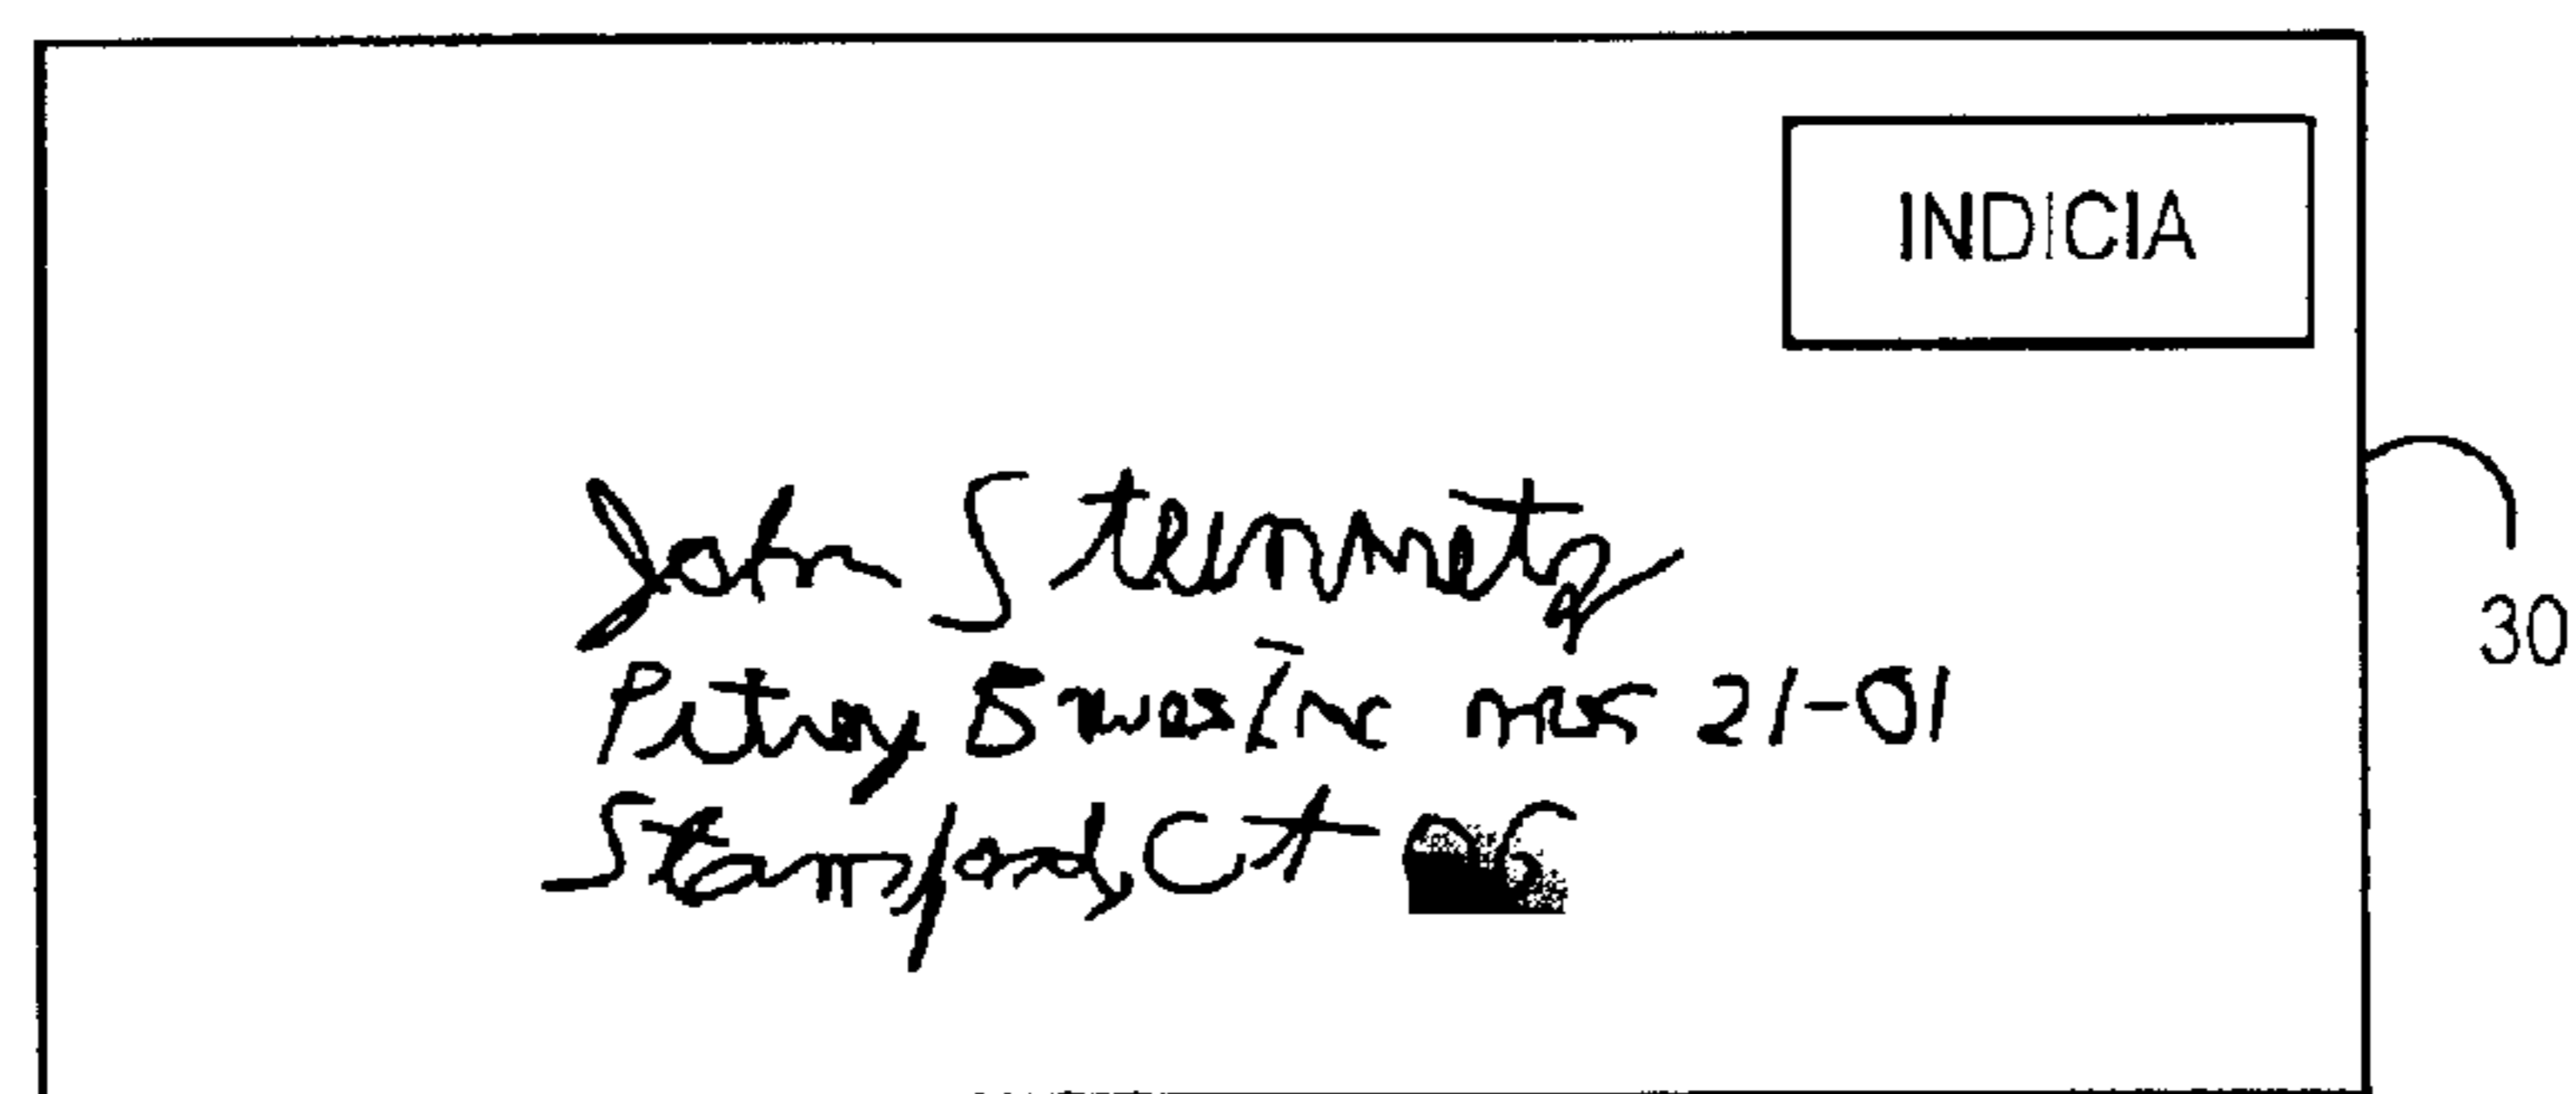 INDICIA
John Steinmetz
30
Pitney Bowes Inc MS 21-01
Stamford, Ct